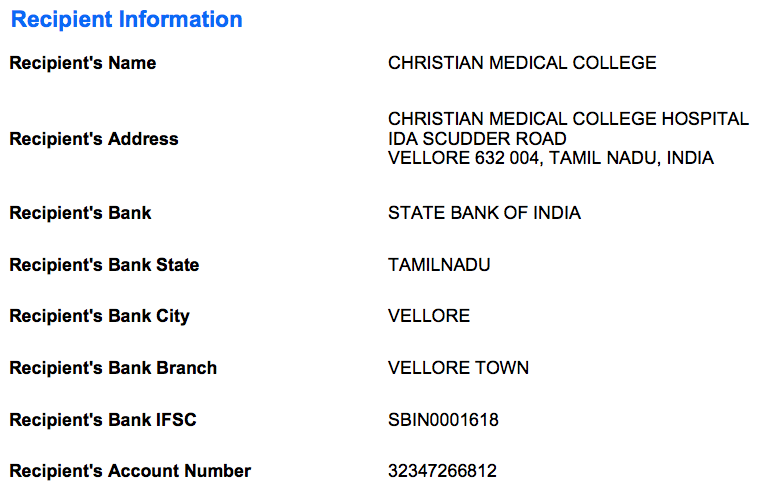 Recipient Information
Recipient's Name CHRISTIAN MEDICAL COLLEGE
Recipient's Address CHRISTIAN MEDICAL COLLEGE HOSPITAL
IDA SCUDDER ROAD
VELLORE 632 004, TAMIL NADU, INDIA
Recipient's Bank STATE BANK OF INDIA
Recipient's Bank State TAMILNADU
Recipient's Bank City VELLORE
Recipient's Bank Branch VELLORE TOWN
Recipient's Bank IFSC SBIN0001618
Recipient's Account Number 32347266812